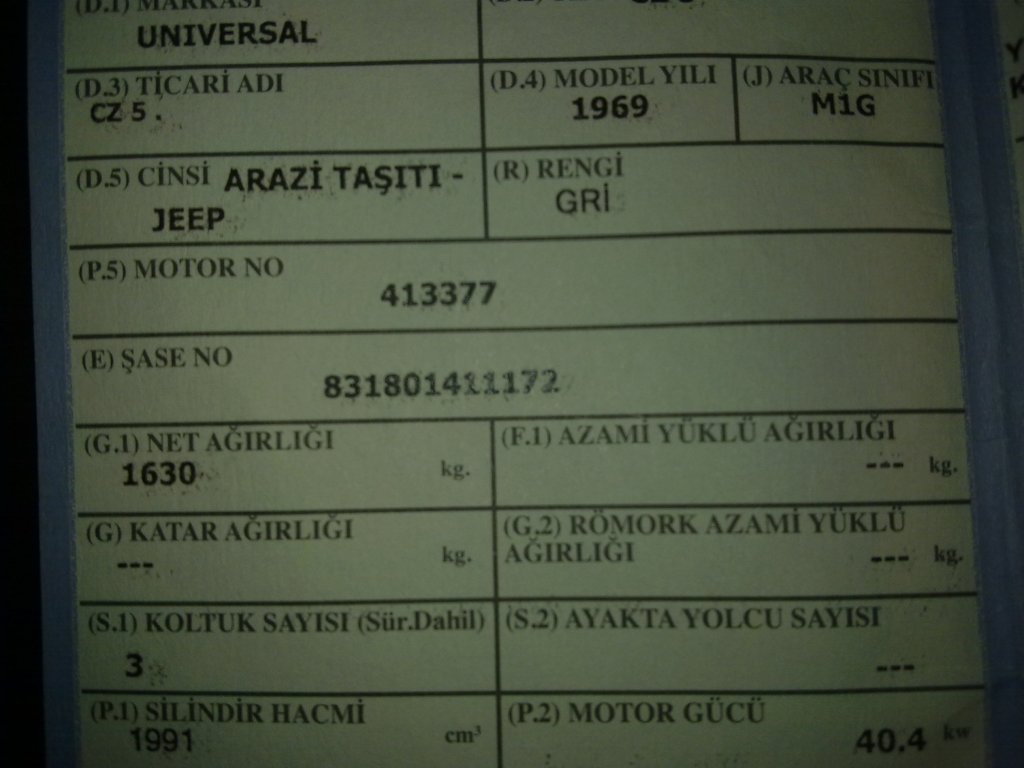 (D.1) MARKASI
UNIVERSAL
(D.3) TİCARİ ADI
CZ 5 .
(D.4) MODEL YILI
1969
(J) ARAÇ SINIFI
M1G
(D.5) CİNSİ ARAZİ TAŞITI -
JEEP
(R) RENGİ
GRİ
(P.5) MOTOR NO
413377
(E) ŞASE NO
831801411172
(G.1) NET AĞIRLIĞI
1630 kg.
(F.1) AZAMİ YÜKLÜ AĞIRLIĞI
--- kg.
(G) KATAR AĞIRLIĞI
--- kg.
(G.2) RÖMORK AZAMİ YÜKLÜ
AĞIRLIĞI --- kg.
(S.1) KOLTUK SAYISI (Sür.Dahil)
3
(S.2) AYAKTA YOLCU SAYISI
---
(P.1) SİLİNDİR HACMİ
1991 cm³
(P.2) MOTOR GÜCÜ
40.4 kw